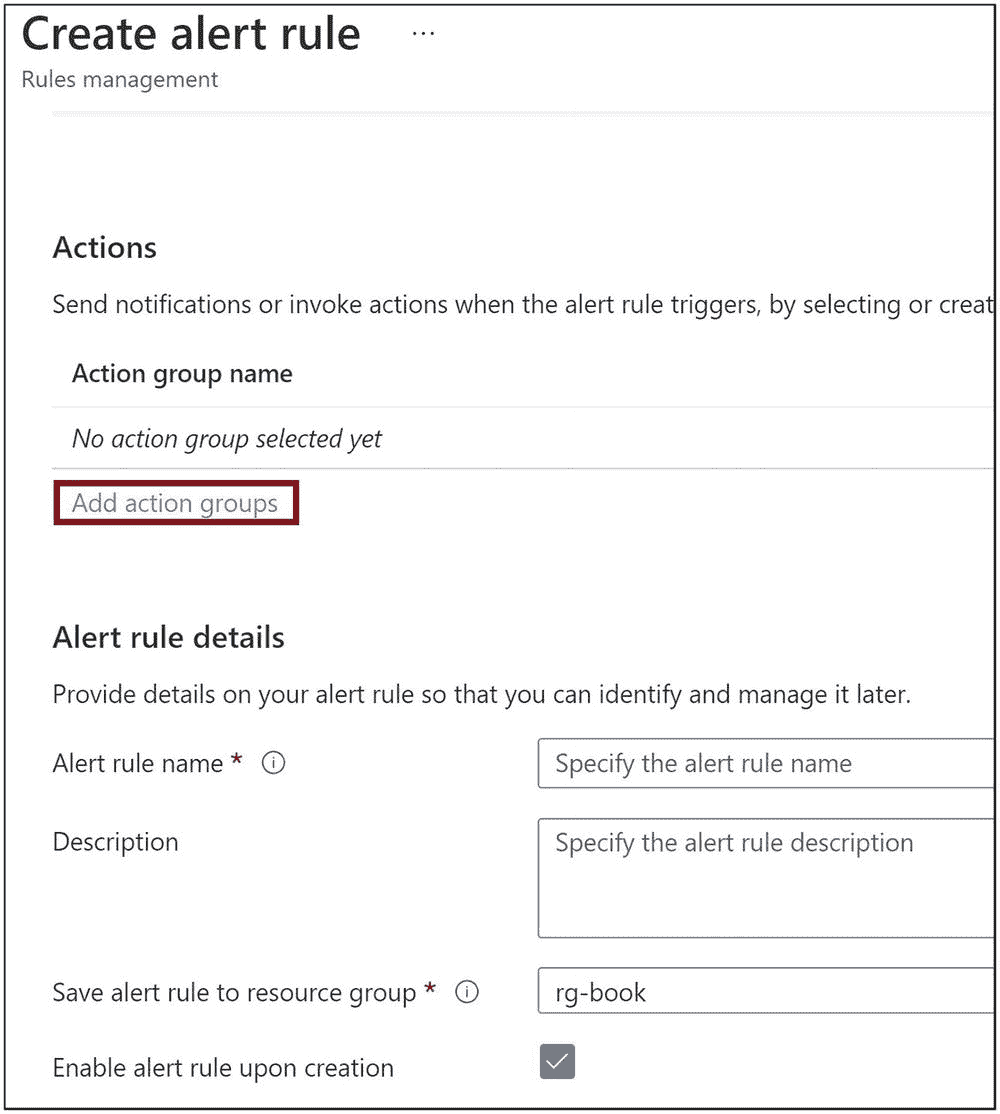 Create alert rule ...
Rules management
Actions
Send notifications or invoke actions when the alert rule triggers, by selecting or creat
Action group name
No action group selected yet
Add action groups
Alert rule details
Provide details on your alert rule so that you can identify and manage it later.
Alert rule name *
Specify the alert rule name
Description
Specify the alert rule description
Save alert rule to resource group *
rg-book
Enable alert rule upon creation